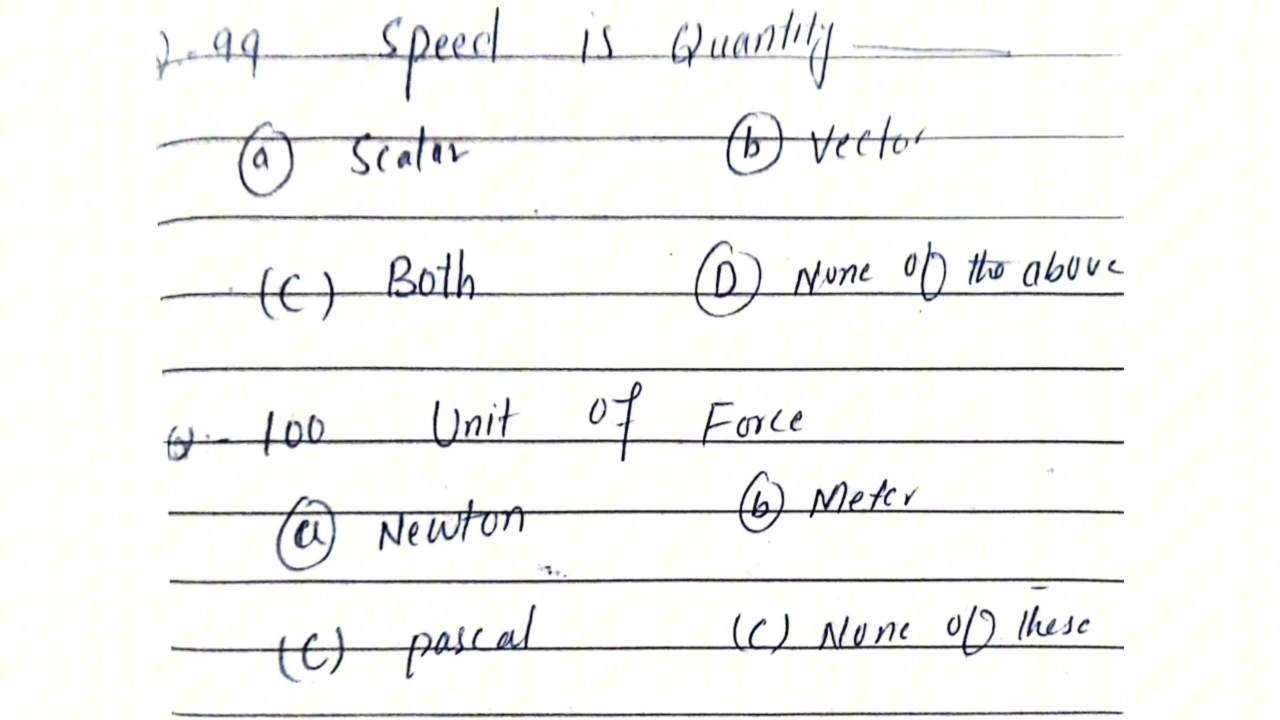 Q.99 Speed is Quantity
(a) Scalar (b) Vector
(C) Both (D) None of the above
Q.- 100 Unit of Force
(a) Newton (b) Meter
(C) pascal (C) None of these